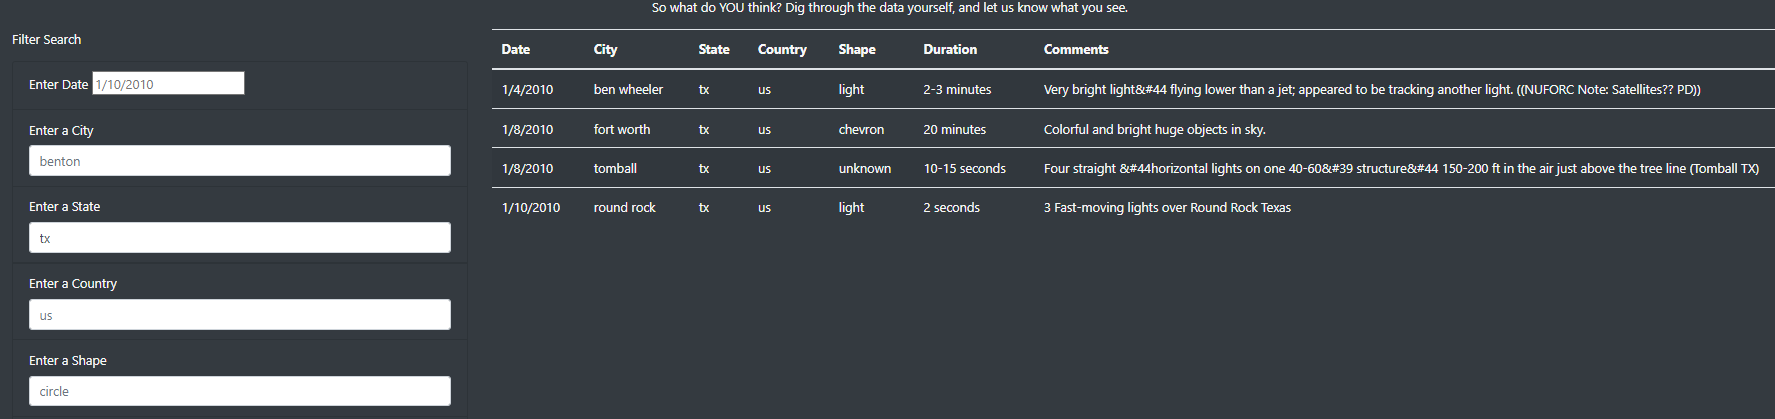 So what do YOU think? Dig through the data yourself, and let us know what you see.
Filter Search
Enter Date 1/10/2010
Enter a City
benton
Enter a State
tx
Enter a Country
us
Enter a Shape
circle
Date City State Country Shape Duration Comments
1/4/2010 ben wheeler tx us light 2-3 minutes Very bright light&#44 flying lower than a jet; appeared to be tracking another light. ((NUFORC Note: Satellites?? PD))
1/8/2010 fort worth tx us chevron 20 minutes Colorful and bright huge objects in sky.
1/8/2010 tomball tx us unknown 10-15 seconds Four straight &#44horizontal lights on one 40-60&#39 structure&#44 150-200 ft in the air just above the tree line (Tomball TX)
1/10/2010 round rock tx us light 2 seconds 3 Fast-moving lights over Round Rock Texas